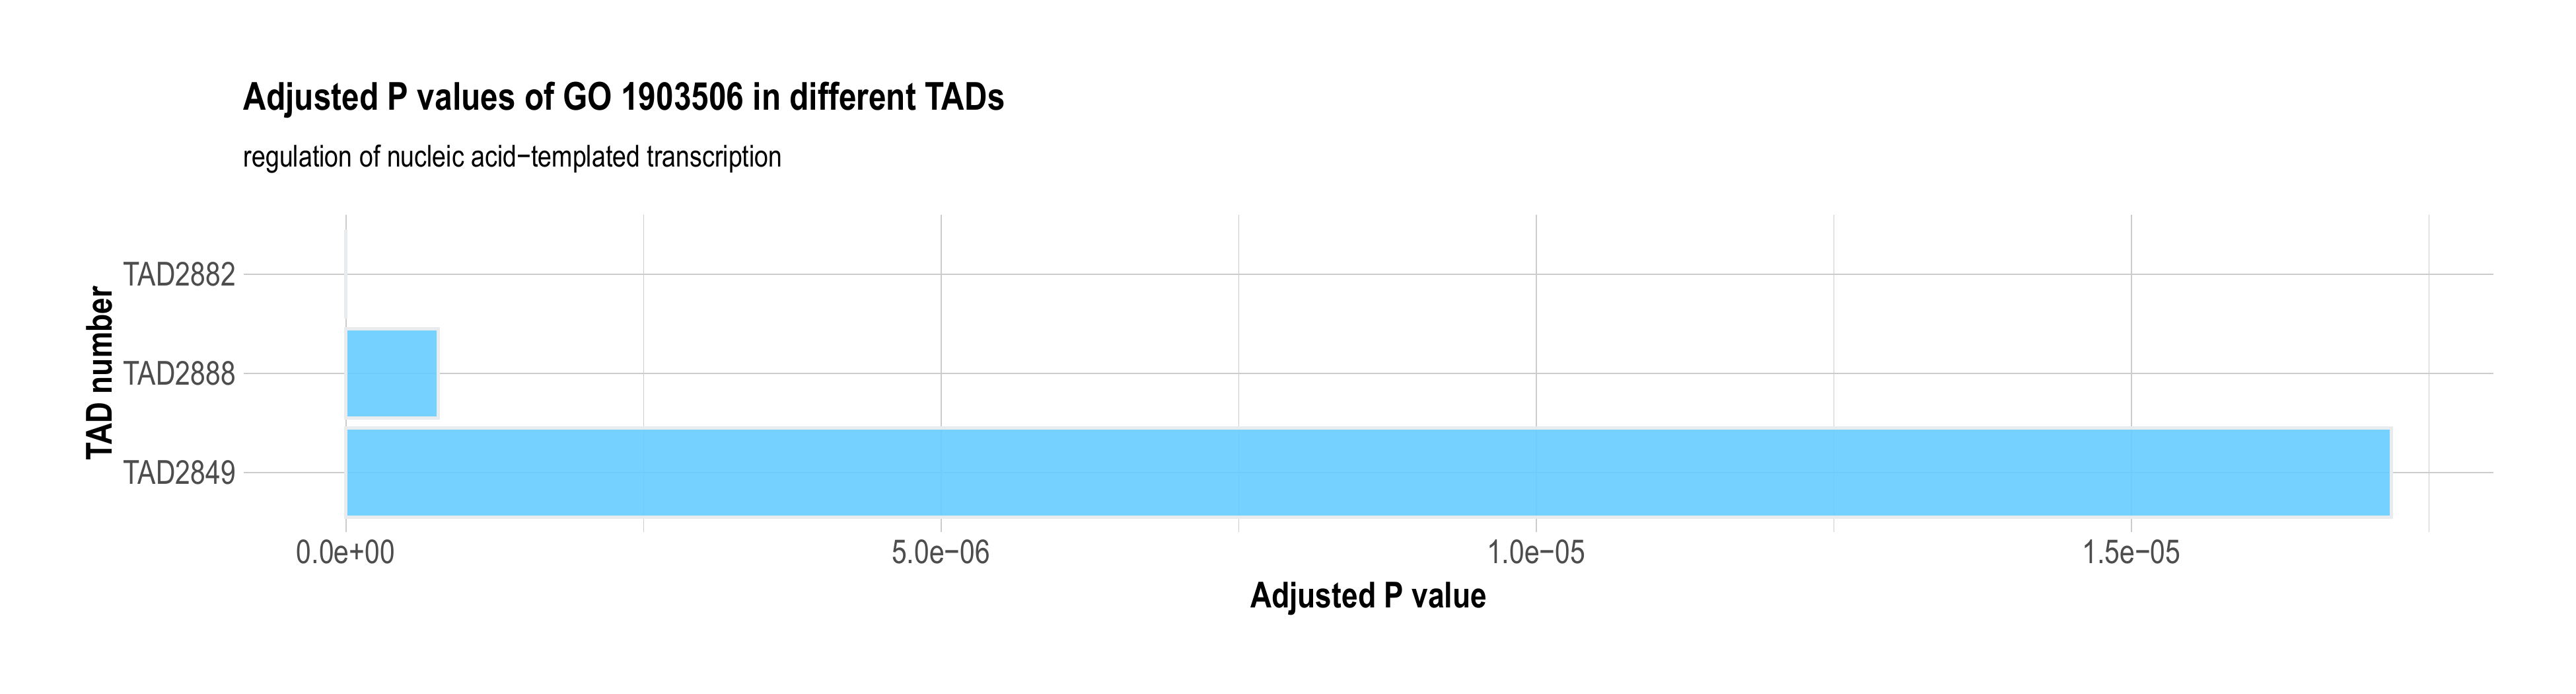 Adjusted P values of GO 1903506 in different TADs
regulation of nucleic acid−templated transcription
TAD number
TAD2882
TAD2888
TAD2849
0.0e+00 5.0e−06 1.0e−05 1.5e−05
Adjusted P value